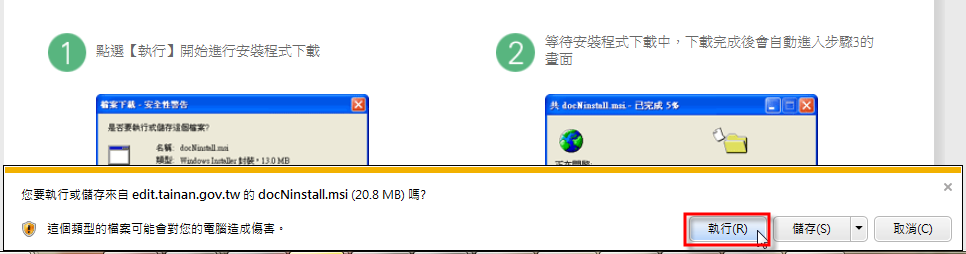 1 點選【執行】開始進行安裝程式下載
2 等待安裝程式下載中，下載完成後會自動進入步驟3的
畫面
檔案下載 - 安全性警告
是否要執行或儲存這個檔案?
名稱: docNinstall.msi
類型: Windows Installer 封裝，13.0 MB
共 docNinstall.msi - 已完成 5%
正在開啟:
您要執行或儲存來自 edit.tainan.gov.tw 的 docNinstall.msi (20.8 MB) 嗎?
這個類型的檔案可能會對您的電腦造成傷害。
執行(R) 儲存(S) 取消(C)